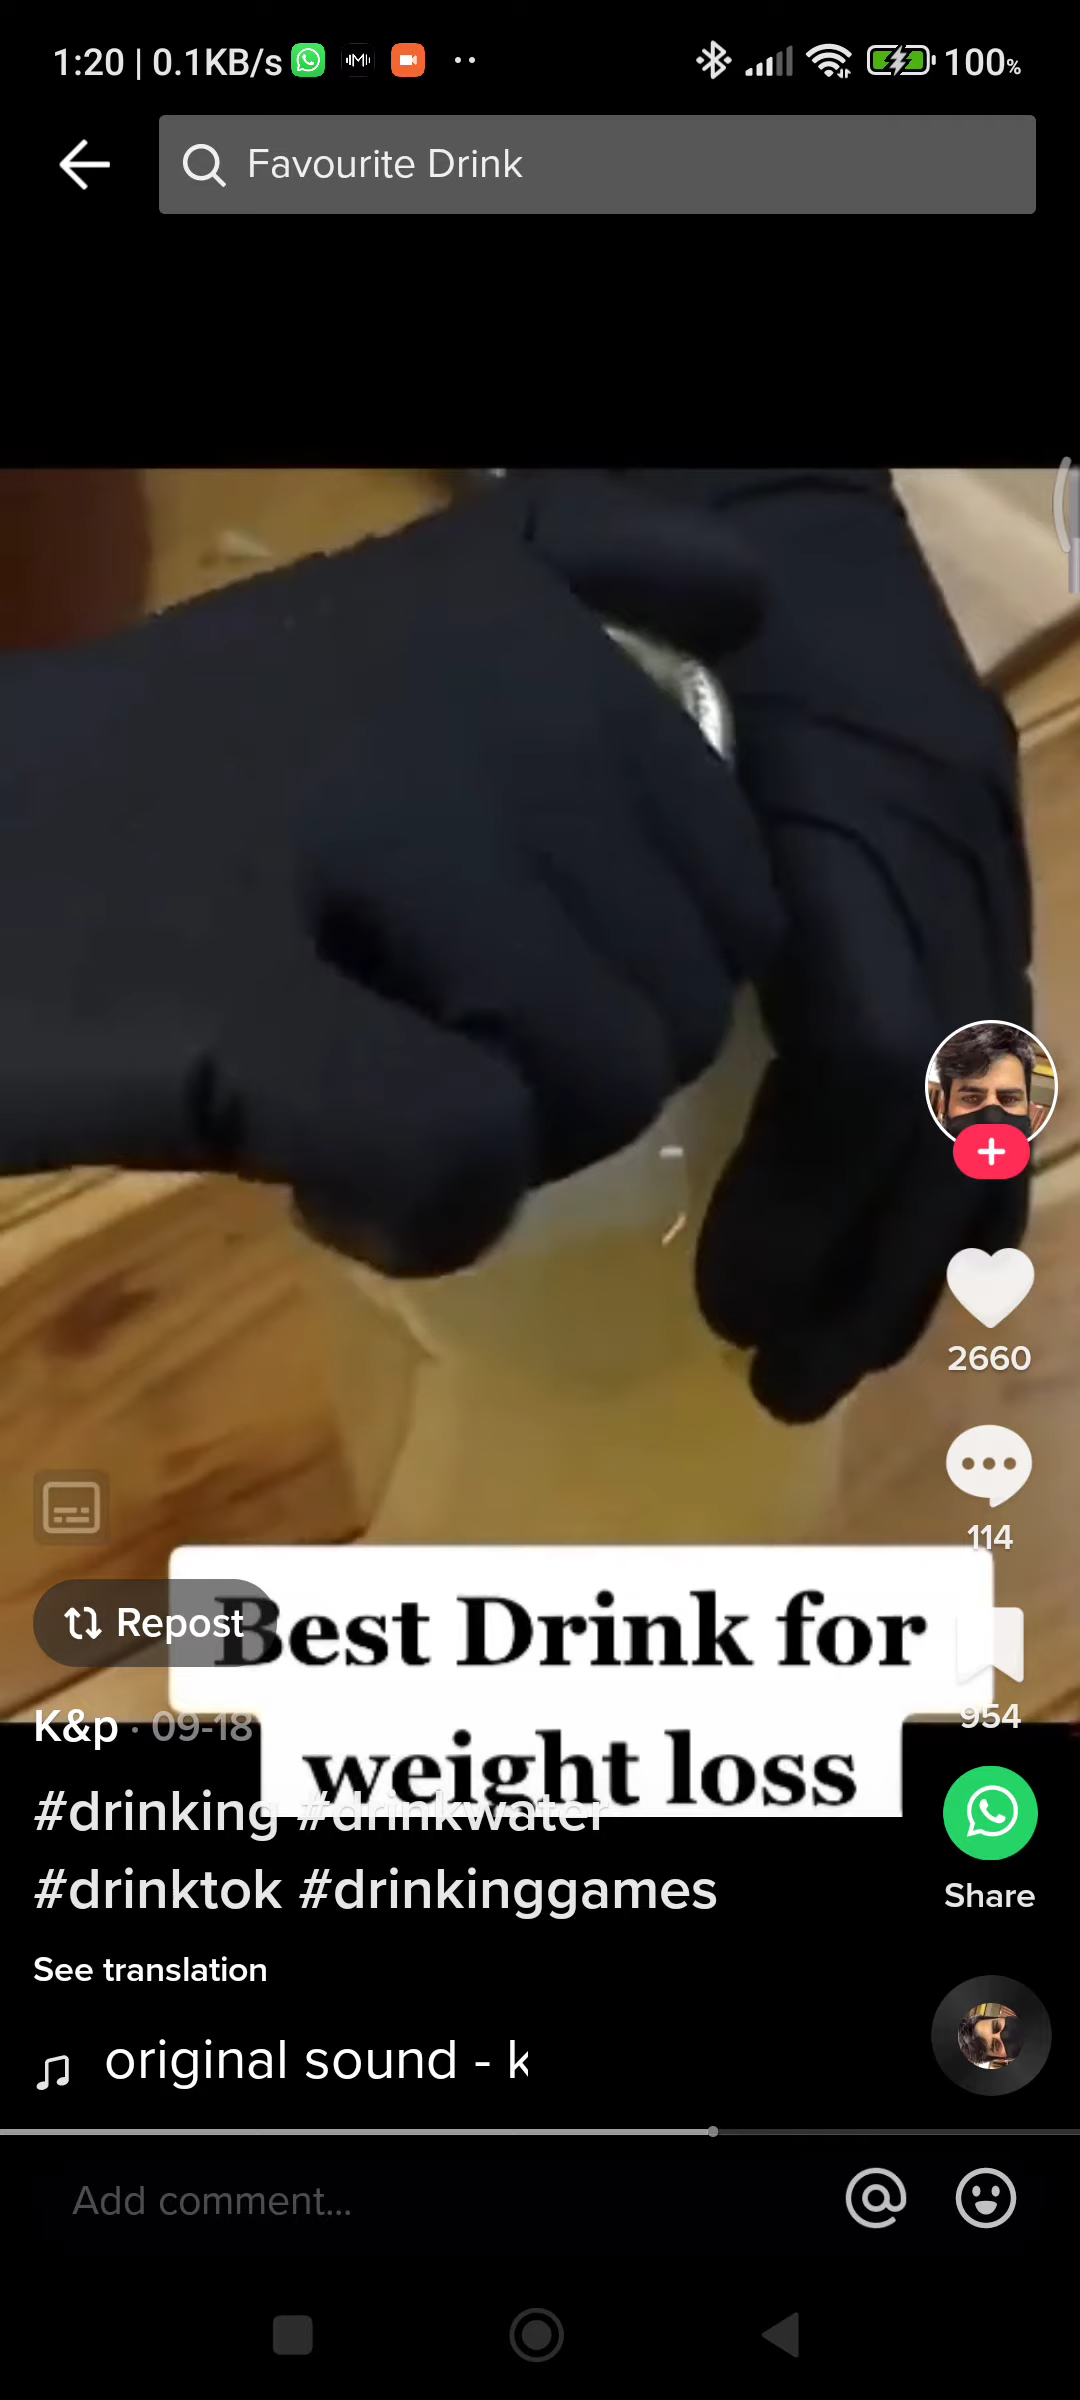 1:20 | 0.1KB/s
100%
Favourite Drink
2660
114
Best Drink for
Repost
954
K&p · 09-18
weight loss
#drinking #drinkwater
#drinktok #drinkinggames
Share
See translation
original sound - k
Add comment...